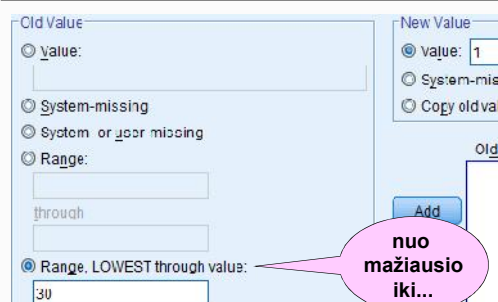 Old Value
Value:
System-missing
System- or user missing
Range:
through
Range, LOWEST through value:
30
New Value
Value: 1
System-mis
Copy old val
Old
Add
nuo
mažiausio
iki...